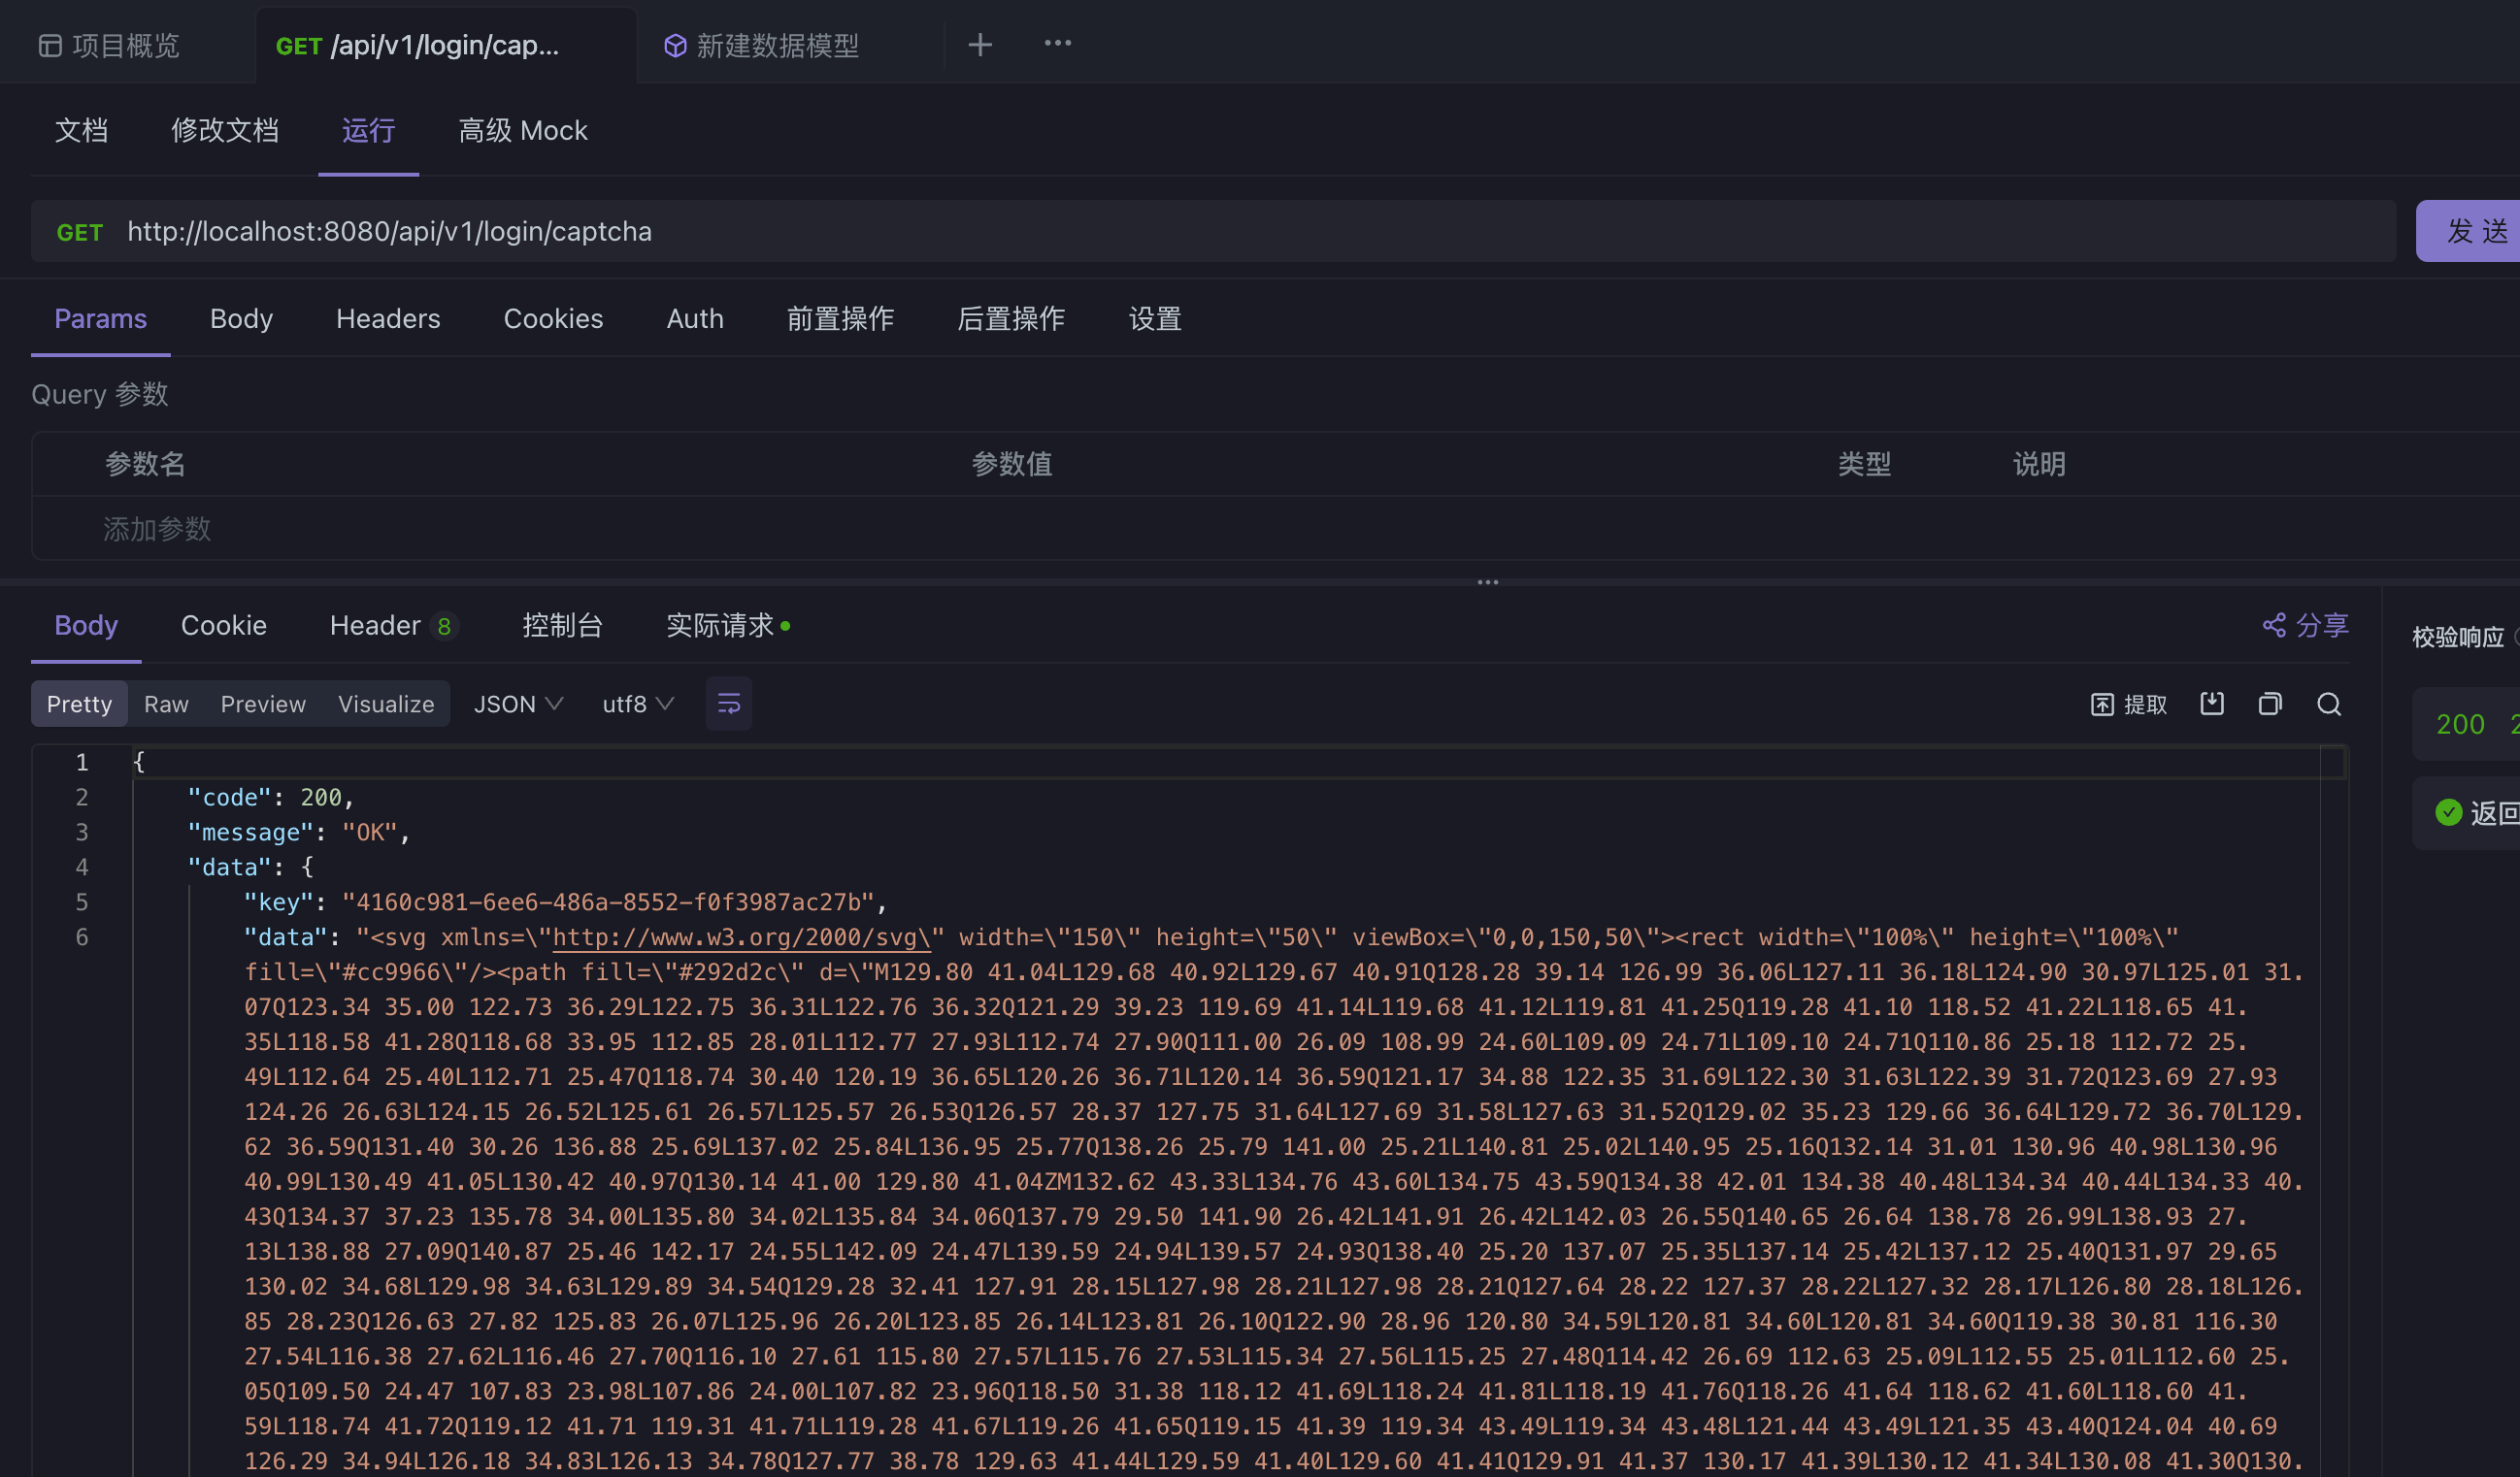 项目概览
GET /api/v1/login/cap...
新建数据模型
文档 修改文档 运行 高级 Mock
GET http://localhost:8080/api/v1/login/captcha
发 送
Params Body Headers Cookies Auth 前置操作 后置操作 设置
Query 参数
参数名 参数值 类型 说明
添加参数
Body Cookie Header 8 控制台 实际请求
分享
校验响应
Pretty Raw Preview Visualize JSON utf8
提取
200
返回
1 {
2 "code": 200,
3 "message": "OK",
4 "data": {
5 "key": "4160c981-6ee6-486a-8552-f0f3987ac27b",
6 "data": "<svg xmlns=\"http://www.w3.org/2000/svg\" width=\"150\" height=\"50\" viewBox=\"0,0,150,50\"><rect width=\"100%\" height=\"100%\"
fill=\"#cc9966\"/><path fill=\"#292d2c\" d=\"M129.80 41.04L129.68 40.92L129.67 40.91Q128.28 39.14 126.99 36.06L127.11 36.18L124.90 30.97L125.01 31.
07Q123.34 35.00 122.73 36.29L122.75 36.31L122.76 36.32Q121.29 39.23 119.69 41.14L119.68 41.12L119.81 41.25Q119.28 41.10 118.52 41.22L118.65 41.
35L118.58 41.28Q118.68 33.95 112.85 28.01L112.77 27.93L112.74 27.90Q111.00 26.09 108.99 24.60L109.09 24.71L109.10 24.71Q110.86 25.18 112.72 25.
49L112.64 25.40L112.71 25.47Q118.74 30.40 120.19 36.65L120.26 36.71L120.14 36.59Q121.17 34.88 122.35 31.69L122.30 31.63L122.39 31.72Q123.69 27.93
124.26 26.63L124.15 26.52L125.61 26.57L125.57 26.53Q126.57 28.37 127.75 31.64L127.69 31.58L127.63 31.52Q129.02 35.23 129.66 36.64L129.72 36.70L129.
62 36.59Q131.40 30.26 136.88 25.69L137.02 25.84L136.95 25.77Q138.26 25.79 141.00 25.21L140.81 25.02L140.95 25.16Q132.14 31.01 130.96 40.98L130.96
40.99L130.49 41.05L130.42 40.97Q130.14 41.00 129.80 41.04ZM132.62 43.33L134.76 43.60L134.75 43.59Q134.38 42.01 134.38 40.48L134.34 40.44L134.33 40.
43Q134.37 37.23 135.78 34.00L135.80 34.02L135.84 34.06Q137.79 29.50 141.90 26.42L141.91 26.42L142.03 26.55Q140.65 26.64 138.78 26.99L138.93 27.
13L138.88 27.09Q140.87 25.46 142.17 24.55L142.09 24.47L139.59 24.94L139.57 24.93Q138.40 25.20 137.07 25.35L137.14 25.42L137.12 25.40Q131.97 29.65
130.02 34.68L129.98 34.63L129.89 34.54Q129.28 32.41 127.91 28.15L127.98 28.21L127.98 28.21Q127.64 28.22 127.37 28.22L127.32 28.17L126.80 28.18L126.
85 28.23Q126.63 27.82 125.83 26.07L125.96 26.20L123.85 26.14L123.81 26.10Q122.90 28.96 120.80 34.59L120.81 34.60L120.81 34.60Q119.38 30.81 116.30
27.54L116.38 27.62L116.46 27.70Q116.10 27.61 115.80 27.57L115.76 27.53L115.34 27.56L115.25 27.48Q114.42 26.69 112.63 25.09L112.55 25.01L112.60 25.
05Q109.50 24.47 107.83 23.98L107.86 24.00L107.82 23.96Q118.50 31.38 118.12 41.69L118.24 41.81L118.19 41.76Q118.26 41.64 118.62 41.60L118.60 41.
59L118.74 41.72Q119.12 41.71 119.31 41.71L119.28 41.67L119.26 41.65Q119.15 41.39 119.34 43.49L119.34 43.48L121.44 43.49L121.35 43.40Q124.04 40.69
126.29 34.94L126.18 34.83L126.13 34.78Q127.77 38.78 129.63 41.44L129.59 41.40L129.60 41.41Q129.91 41.37 130.17 41.39L130.12 41.34L130.08 41.30Q130.